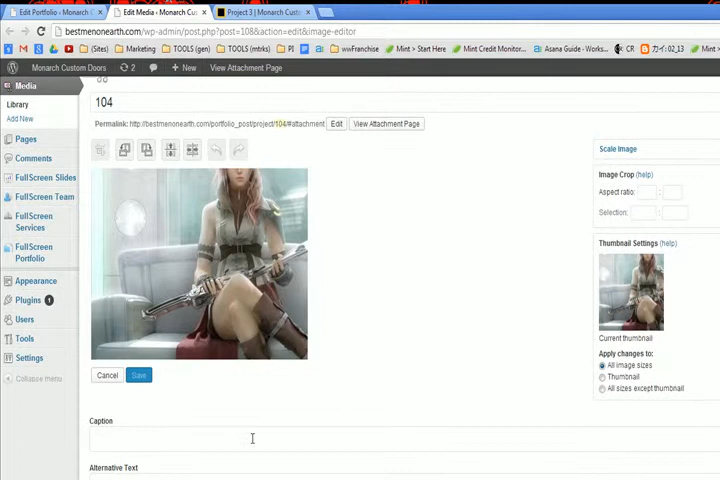 Edit Portfolio ‹ Monarch C
Edit Media ‹ Monarch Cust
Project 3 | Monarch Custo
bestmenonearth.com/wp-admin/post.php?post=108&action=edit&image-editor
(Sites)
Marketing
TOOLS (gen)
TOOLS (mrktg)
PI
wwFranchise
Mint > Start Here
Mint Credit Monitor...
Asana Guide - Works...
CR
02_13
Monarch Custom Doors
2
New
View Attachment Page
Media
Library
Add New
Pages
Comments
FullScreen Slides
FullScreen Team
FullScreen
Services
FullScreen
Portfolio
Appearance
Plugins 1
Users
Tools
Settings
Collapse menu
104
Permalink: http://bestmenonearth.com/portfolio_post/project/104/#attachment
Edit
View Attachment Page
Cancel
Save
Caption
Alternative Text
Scale Image
Image Crop (help)
Aspect ratio: :
Selection: :
Thumbnail Settings (help)
Current thumbnail
Apply changes to:
All image sizes
Thumbnail
All sizes except thumbnail